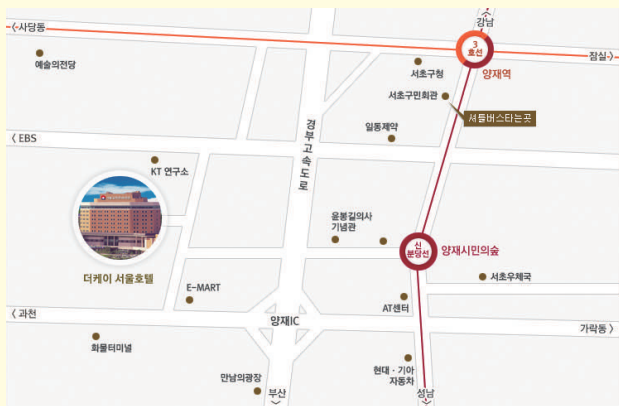 강남
<사당동
3
호선
잠실>
예술의전당
서초구청
양재역
서초구민회관
셔틀버스타는곳
일동제약
< EBS
경부고속도로
KT 연구소
윤봉길의사
기념관
신
분당선
양재시민의숲
더케이 서울호텔
서초우체국
E-MART
AT센터
< 과천
양재IC
가락동 >
화물터미널
현대 · 기아
자동차
만남의광장
부산
성남